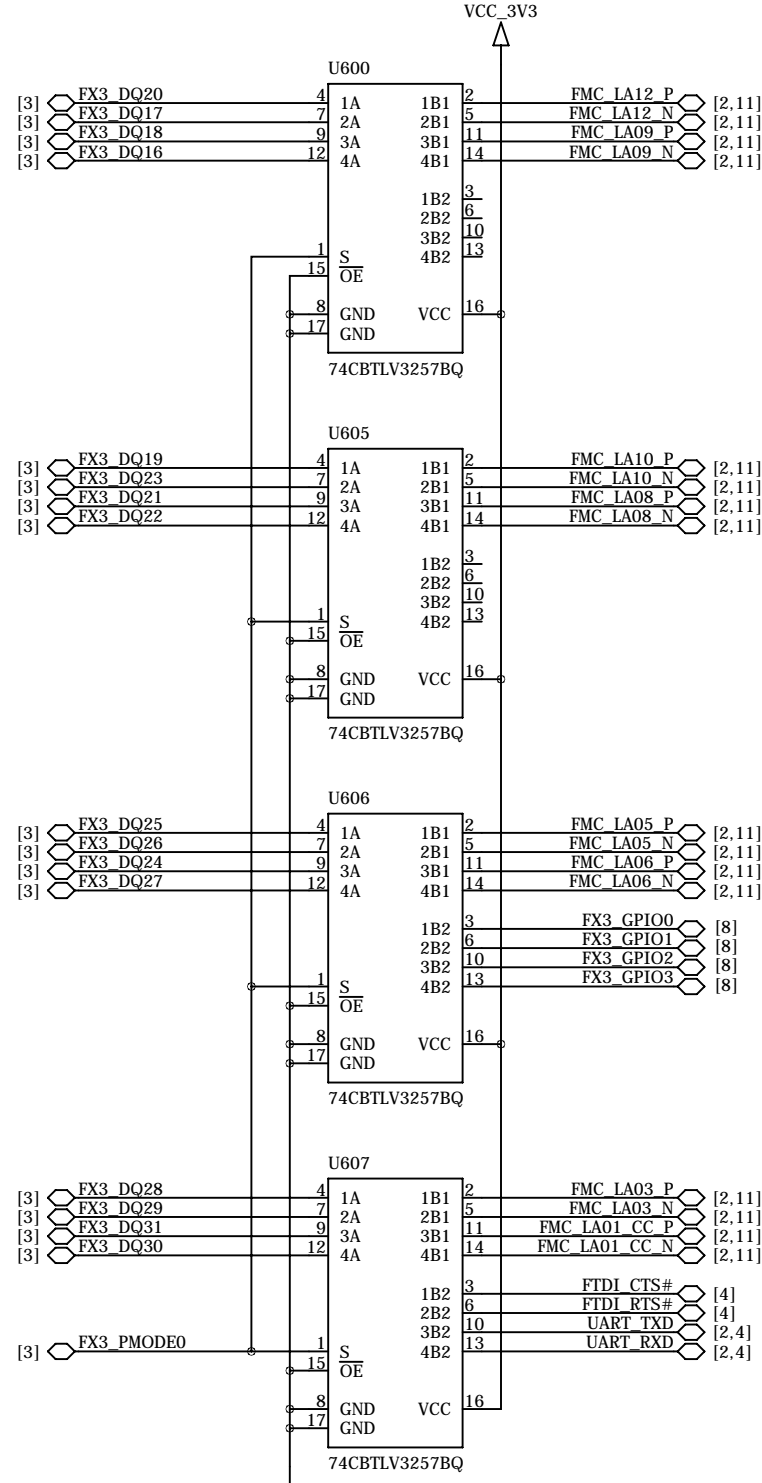 VCC_3V3
U600
[3] FX3_DQ20 4 1A 1B1 2 FMC_LA12_P [2,11]
[3] FX3_DQ17 7 2A 2B1 5 FMC_LA12_N [2,11]
[3] FX3_DQ18 9 3A 3B1 11 FMC_LA09_P [2,11]
[3] FX3_DQ16 12 4A 4B1 14 FMC_LA09_N [2,11]
1B2 3
2B2 6
3B2 10
1 S 4B2 13
15 OE
8 GND VCC 16
17 GND
74CBTLV3257BQ
U605
[3] FX3_DQ19 4 1A 1B1 2 FMC_LA10_P [2,11]
[3] FX3_DQ23 7 2A 2B1 5 FMC_LA10_N [2,11]
[3] FX3_DQ21 9 3A 3B1 11 FMC_LA08_P [2,11]
[3] FX3_DQ22 12 4A 4B1 14 FMC_LA08_N [2,11]
1B2 3
2B2 6
3B2 10
1 S 4B2 13
15 OE
8 GND VCC 16
17 GND
74CBTLV3257BQ
U606
[3] FX3_DQ25 4 1A 1B1 2 FMC_LA05_P [2,11]
[3] FX3_DQ26 7 2A 2B1 5 FMC_LA05_N [2,11]
[3] FX3_DQ24 9 3A 3B1 11 FMC_LA06_P [2,11]
[3] FX3_DQ27 12 4A 4B1 14 FMC_LA06_N [2,11]
1B2 3 FX3_GPIO0 [8]
2B2 6 FX3_GPIO1 [8]
3B2 10 FX3_GPIO2 [8]
1 S 4B2 13 FX3_GPIO3 [8]
15 OE
8 GND VCC 16
17 GND
74CBTLV3257BQ
U607
[3] FX3_DQ28 4 1A 1B1 2 FMC_LA03_P [2,11]
[3] FX3_DQ29 7 2A 2B1 5 FMC_LA03_N [2,11]
[3] FX3_DQ31 9 3A 3B1 11 FMC_LA01_CC_P [2,11]
[3] FX3_DQ30 12 4A 4B1 14 FMC_LA01_CC_N [2,11]
1B2 3 FTDI_CTS# [4]
2B2 6 FTDI_RTS# [4]
3B2 10 UART_TXD [2,4]
[3] FX3_PMODE0 1 S 4B2 13 UART_RXD [2,4]
15 OE
8 GND VCC 16
17 GND
74CBTLV3257BQ